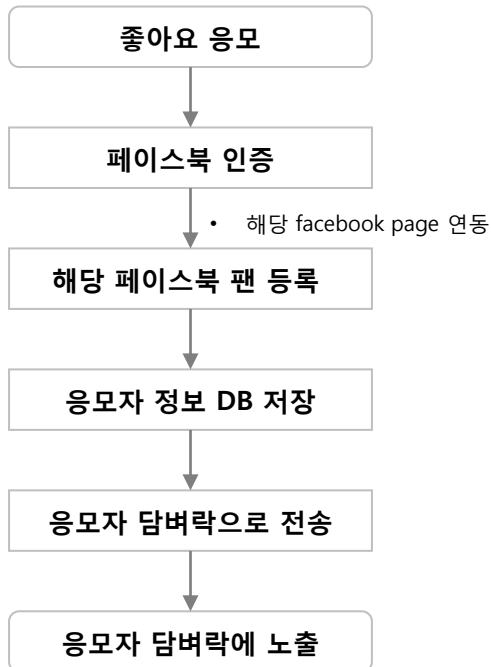 좋아요 응모
페이스북 인증
• 해당 facebook page 연동
해당 페이스북 팬 등록
응모자 정보 DB 저장
응모자 담벼락으로 전송
응모자 담벼락에 노출